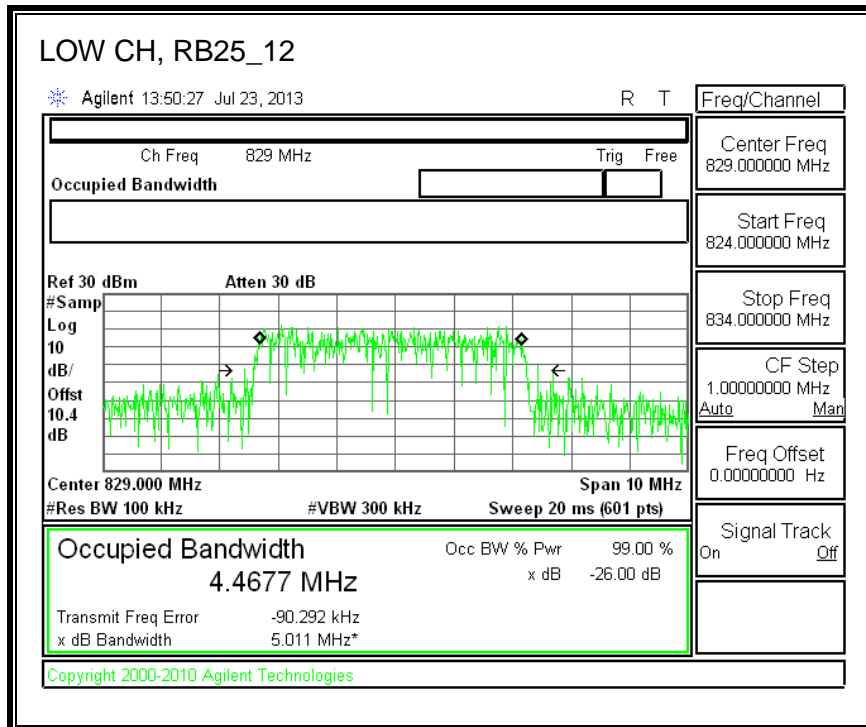 LOW CH, RB25_12
Agilent 13:50:27 Jul 23, 2013 R T
Ch Freq 829 MHz Trig Free
Occupied Bandwidth
Ref 30 dBm Atten 30 dB
#Samp
Log
10
dB/
Offst
10.4
dB
Center 829.000 MHz Span 10 MHz
#Res BW 100 kHz #VBW 300 kHz Sweep 20 ms (601 pts)
Occupied Bandwidth Occ BW % Pwr 99.00 %
4.4677 MHz x dB -26.00 dB
Transmit Freq Error -90.292 kHz
x dB Bandwidth 5.011 MHz*
Copyright 2000-2010 Agilent Technologies
Freq/Channel
Center Freq
829.000000 MHz
Start Freq
824.000000 MHz
Stop Freq
834.000000 MHz
CF Step
1.00000000 MHz
Auto Man
Freq Offset
0.00000000 Hz
Signal Track
On Off